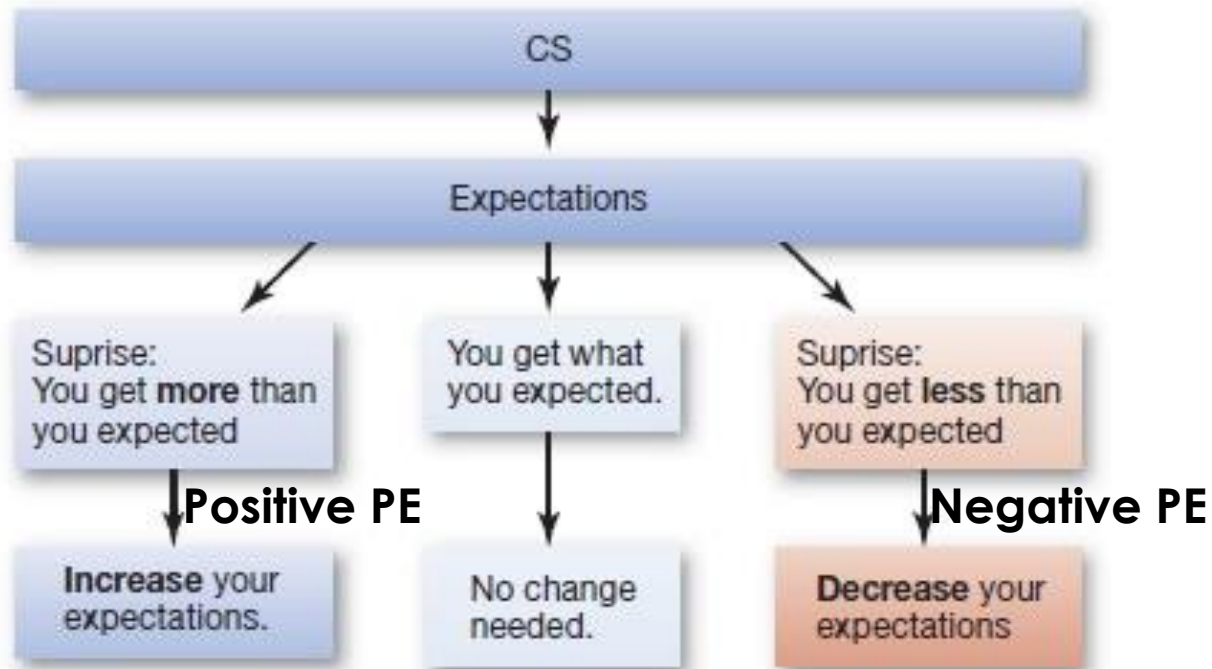 CS
Expectations
Suprise:
You get more than
you expected
You get what
you expected.
Suprise:
You get less than
you expected
Positive PE
Negative PE
Increase your
expectations.
No change
needed.
Decrease your
expectations